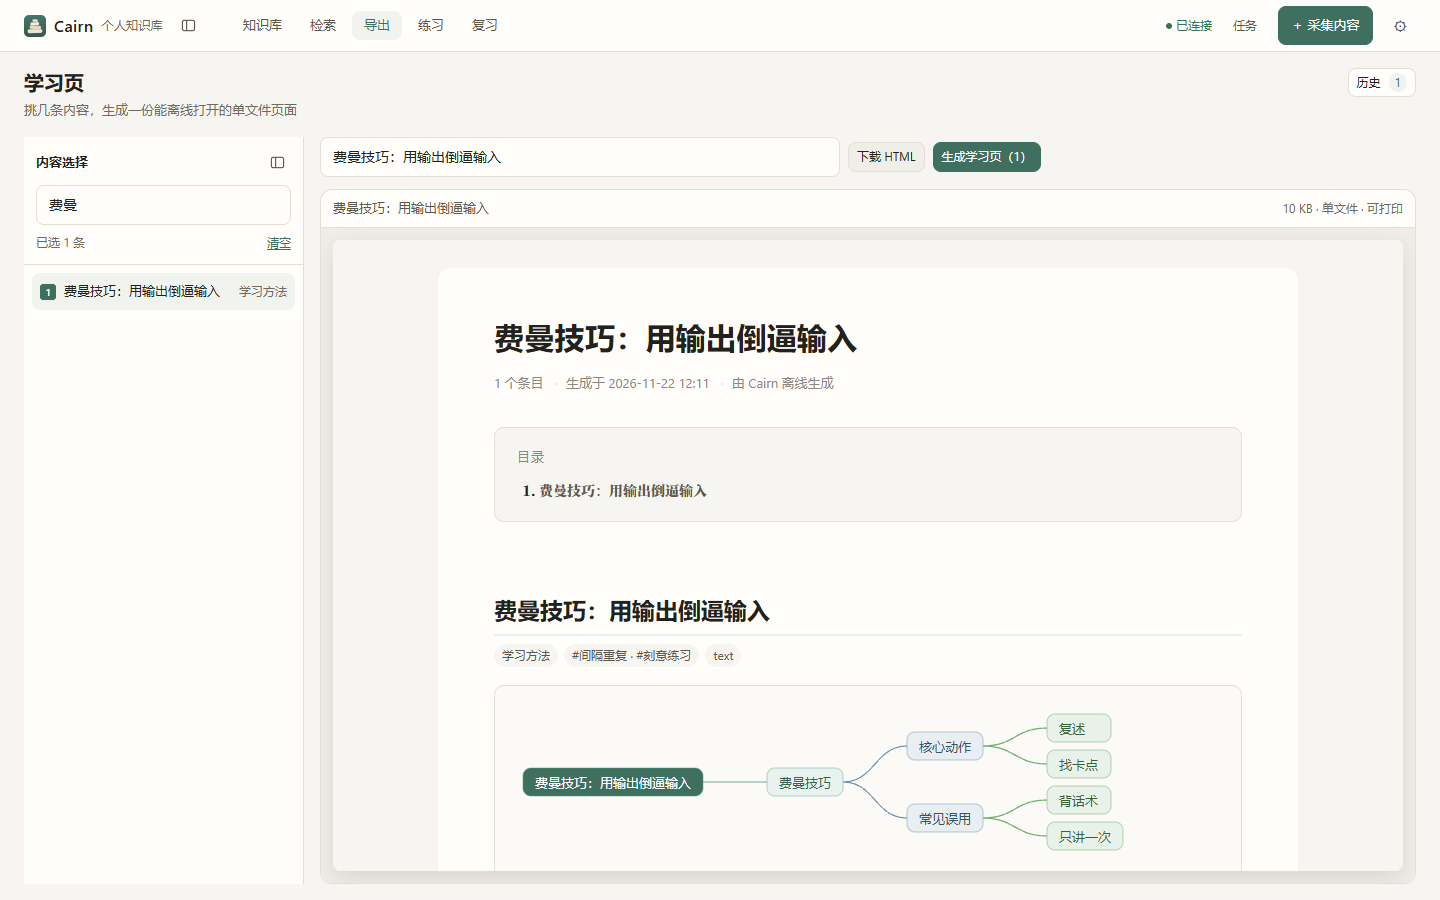 Cairn 个人知识库 知识库 检索 导出 练习 复习 已连接 任务 + 采集内容
学习页
挑几条内容，生成一份能离线打开的单文件页面
历史 1
内容选择
费曼
已选 1 条 清空
1 费曼技巧：用输出倒逼输入 学习方法
费曼技巧：用输出倒逼输入 下载 HTML 生成学习页（1）
费曼技巧：用输出倒逼输入 10 KB · 单文件 · 可打印
费曼技巧：用输出倒逼输入
1 个条目 · 生成于 2026-11-22 12:11 · 由 Cairn 离线生成
目录
1. 费曼技巧：用输出倒逼输入
费曼技巧：用输出倒逼输入
学习方法 #间隔重复 · #刻意练习 text
费曼技巧：用输出倒逼输入
费曼技巧
核心动作
复述
找卡点
常见误用
背话术
只讲一次